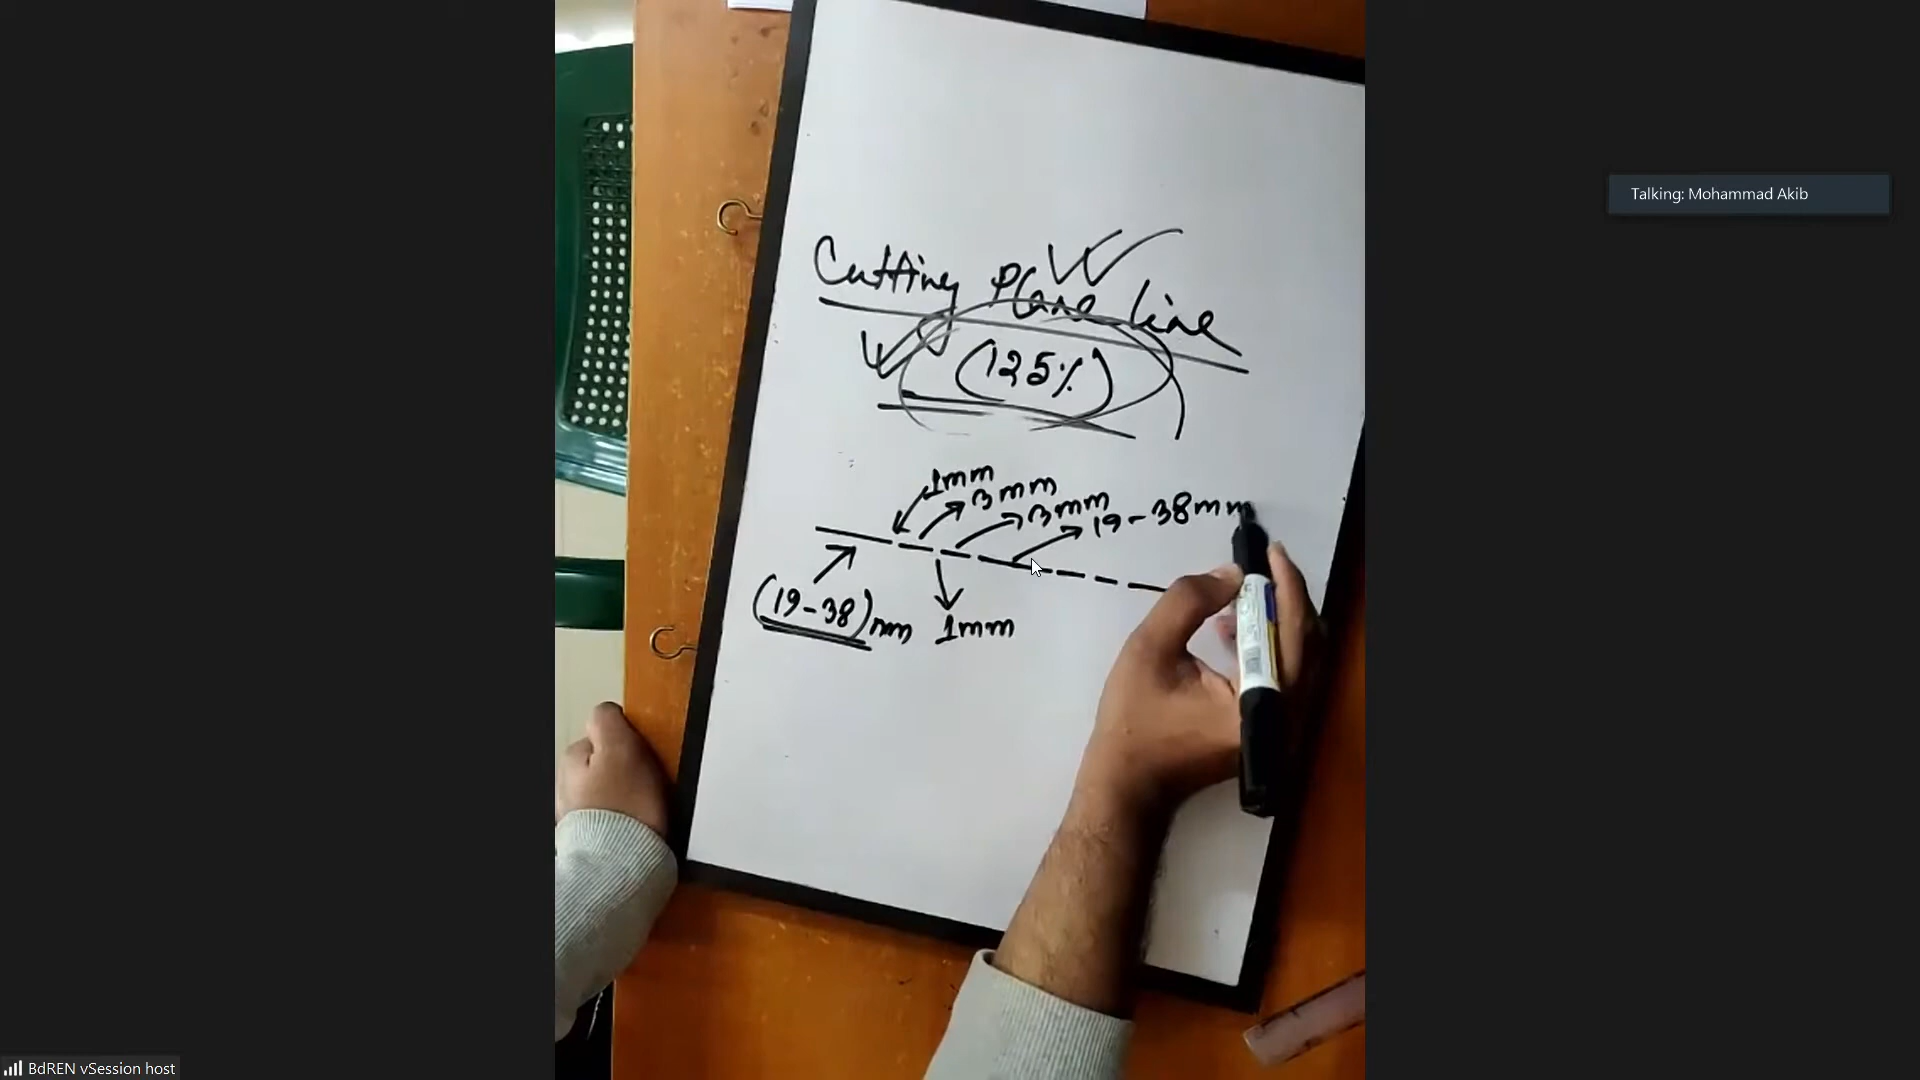 Talking: Mohammad Akib
Cutting Plane line
(125%)
1mm
3mm
3mm
19-38mm
(19-38)mm
1mm
BdREN vSession host